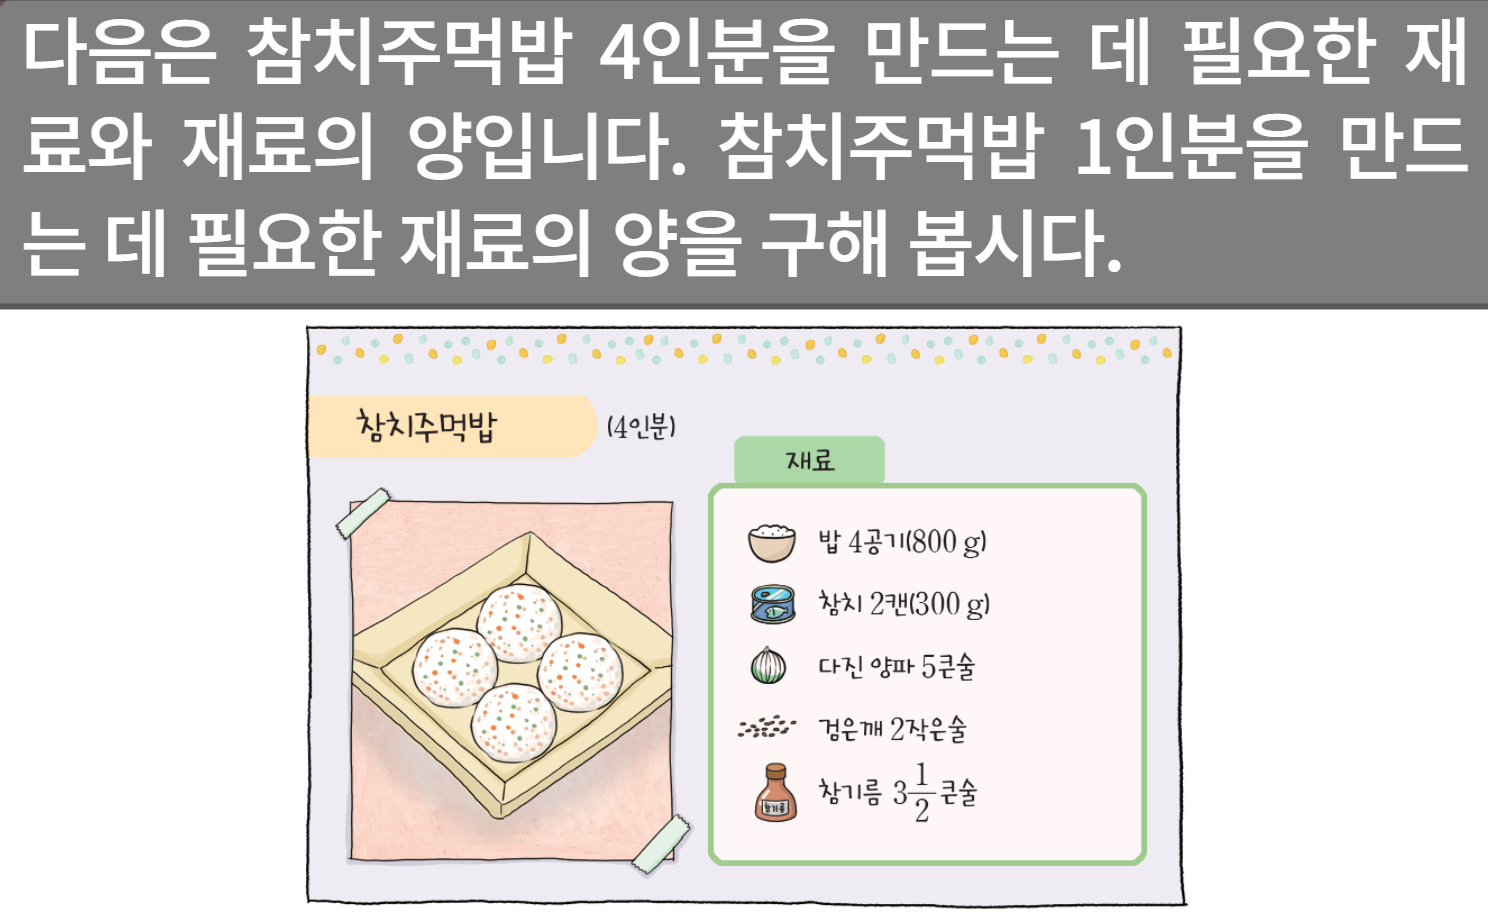 다음은 참치주먹밥 4인분을 만드는 데 필요한 재
료와 재료의 양입니다. 참치주먹밥 1인분을 만드
는 데 필요한 재료의 양을 구해 봅시다.
참치주먹밥 (4인분)
재료
밥 4공기(800 g)
참치 2캔(300 g)
다진 양파 5큰술
검은깨 2작은술
참기름 3 1/2 큰술
참기름